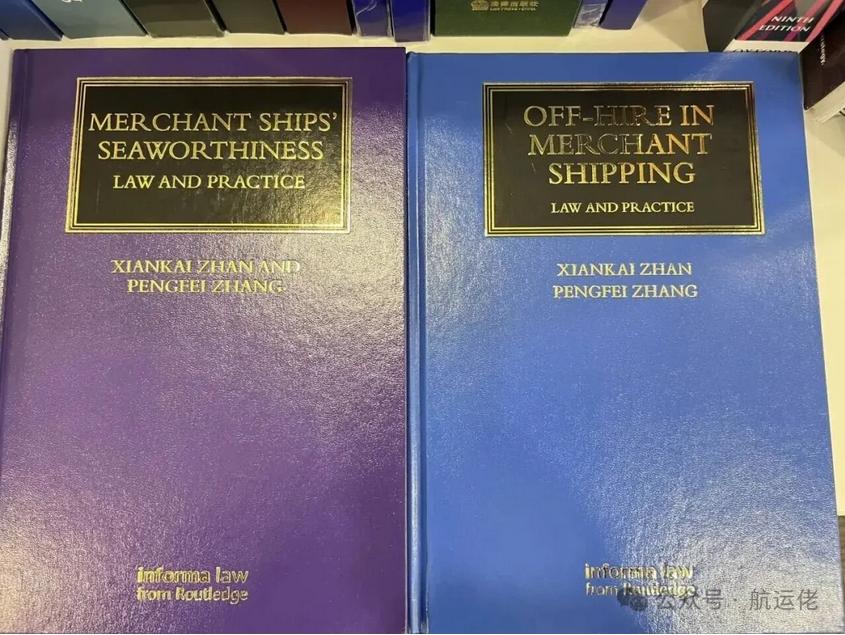 NINTH
EDITION
MERCHANT SHIPS'
SEAWORTHINESS
LAW AND PRACTICE
XIANKAI ZHAN AND
PENGFEI ZHANG
informa law
from Routledge
OFF-HIRE IN
MERCHANT
SHIPPING
LAW AND PRACTICE
XIANKAI ZHAN
PENGFEI ZHANG
informa law
from Routledge
公众号 · 航运佬